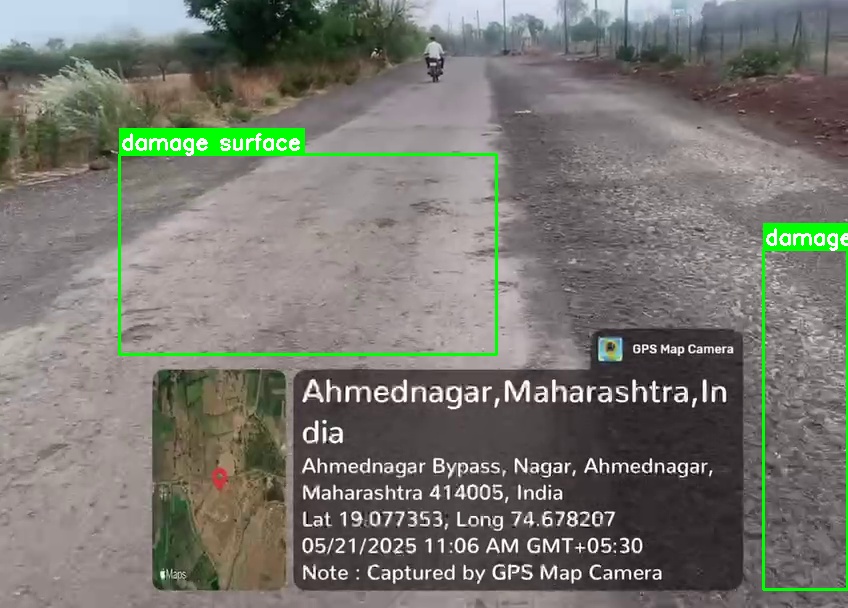 damage surface
damage
GPS Map Camera
Ahmednagar,Maharashtra,In
dia
Ahmednagar Bypass, Nagar, Ahmednagar,
Maharashtra 414005, India
Lat 19.077353, Long 74.678207
05/21/2025 11:06 AM GMT+05:30
Note : Captured by GPS Map Camera
Maps